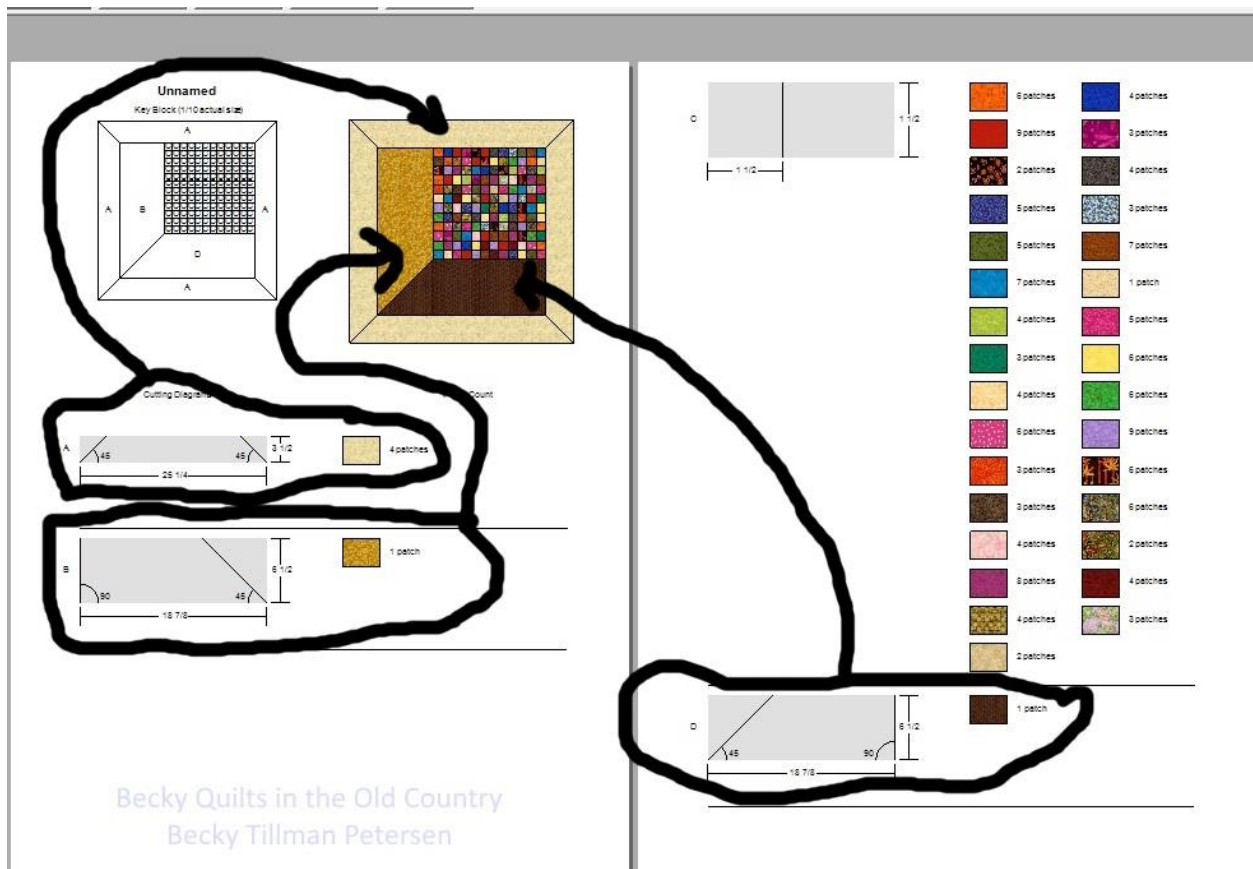 Unnamed
Key Block (1/10 actual size)
A
A
B
A
D
A
Cutting Diagrams
Count
A
45
45
3 1/2
25 1/4
4 patches
B
90
45
6 1/2
18 7/8
1 patch
Becky Quilts in the Old Country
Becky Tillman Petersen
C
1 1/2
1 1/2
6 patches
4 patches
9 patches
3 patches
2 patches
4 patches
5 patches
3 patches
5 patches
7 patches
7 patches
1 patch
4 patches
5 patches
3 patches
6 patches
4 patches
6 patches
6 patches
9 patches
3 patches
6 patches
3 patches
6 patches
4 patches
2 patches
8 patches
4 patches
4 patches
3 patches
2 patches
D
45
90
6 1/2
18 7/8
1 patch